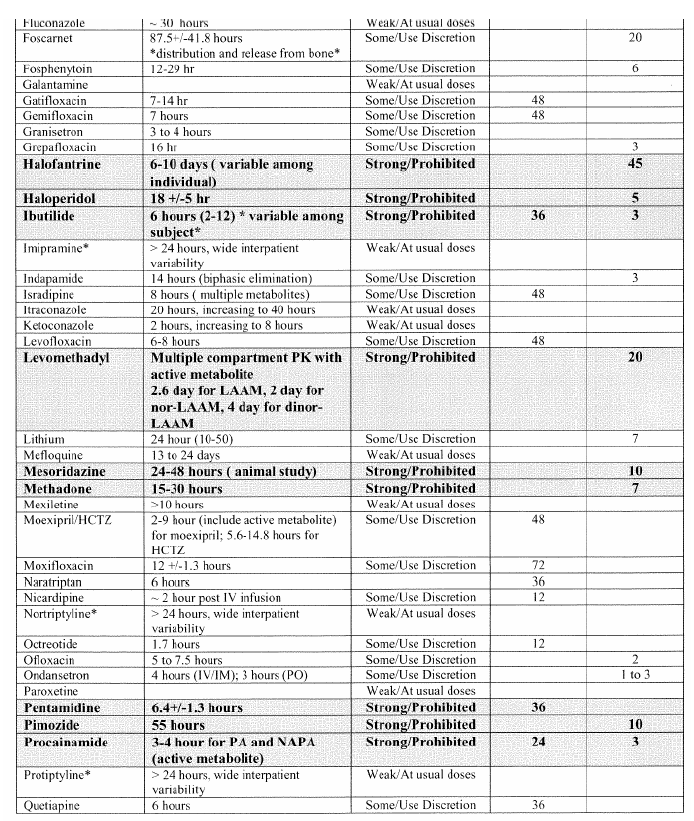 Fluconazole ~ 30 hours Weak/At usual doses
Foscarnet 87.5+/-41.8 hours Some/Use Discretion 20
*distribution and release from bone*
Fosphenytoin 12-29 hr Some/Use Discretion 6
Galantamine Weak/At usual doses
Gatifloxacin 7-14 hr Some/Use Discretion 48
Gemifloxacin 7 hours Some/Use Discretion 48
Granisetron 3 to 4 hours Some/Use Discretion
Grepafloxacin 16 hr Some/Use Discretion 3
Halofantrine 6-10 days ( variable among Strong/Prohibited 45
individual)
Haloperidol 18 +/-5 hr Strong/Prohibited 5
Ibutilide 6 hours (2-12) * variable among Strong/Prohibited 36 3
subject*
Imipramine* > 24 hours, wide interpatient Weak/At usual doses
variability
Indapamide 14 hours (biphasic elimination) Some/Use Discretion 3
Isradipine 8 hours ( multiple metabolites) Some/Use Discretion 48
Itraconazole 20 hours, increasing to 40 hours Weak/At usual doses
Ketoconazole 2 hours, increasing to 8 hours Weak/At usual doses
Levofloxacin 6-8 hours Some/Use Discretion 48
Levomethadyl Multiple compartment PK with Strong/Prohibited 20
active metabolite
2.6 day for LAAM, 2 day for
nor-LAAM, 4 day for dinor-
LAAM
Lithium 24 hour (10-50) Some/Use Discretion 7
Mefloquine 13 to 24 days Weak/At usual doses
Mesoridazine 24-48 hours ( animal study) Strong/Prohibited 10
Methadone 15-30 hours Strong/Prohibited 7
Mexiletine >10 hours Weak/At usual doses
Moexipril/HCTZ 2-9 hour (include active metabolite) Some/Use Discretion 48
for moexipril; 5.6-14.8 hours for
HCTZ
Moxifloxacin 12 +/-1.3 hours Some/Use Discretion 72
Naratriptan 6 hours 36
Nicardipine ~ 2 hour post IV infusion Some/Use Discretion 12
Nortriptyline* > 24 hours, wide interpatient Weak/At usual doses
variability
Octreotide 1.7 hours Some/Use Discretion 12
Ofloxacin 5 to 7.5 hours Some/Use Discretion 2
Ondansetron 4 hours (IV/IM); 3 hours (PO) Some/Use Discretion 1 to 3
Paroxetine Weak/At usual doses
Pentamidine 6.4+/-1.3 hours Strong/Prohibited 36
Pimozide 55 hours Strong/Prohibited 10
Procainamide 3-4 hour for PA and NAPA Strong/Prohibited 24 3
(active metabolite)
Protiptyline* > 24 hours, wide interpatient Weak/At usual doses
variability
Quetiapine 6 hours Some/Use Discretion 36